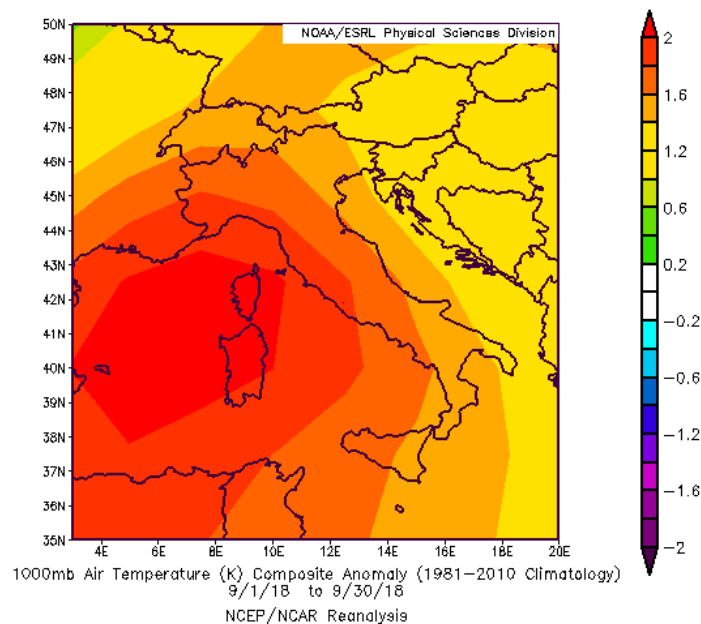 NOAA/ESRL Physical Sciences Division
50N
49N
48N
47N
46N
45N
44N
43N
42N
41N
40N
39N
38N
37N
36N
35N
4E 6E 8E 10E 12E 14E 16E 18E 20E
2
1.6
1.2
0.6
0.2
−0.2
−0.6
−1.2
−1.6
−2
1000mb Air Temperature (K) Composite Anomaly (1981−2010 Climatology)
9/1/18 to 9/30/18
NCEP/NCAR Reanalysis